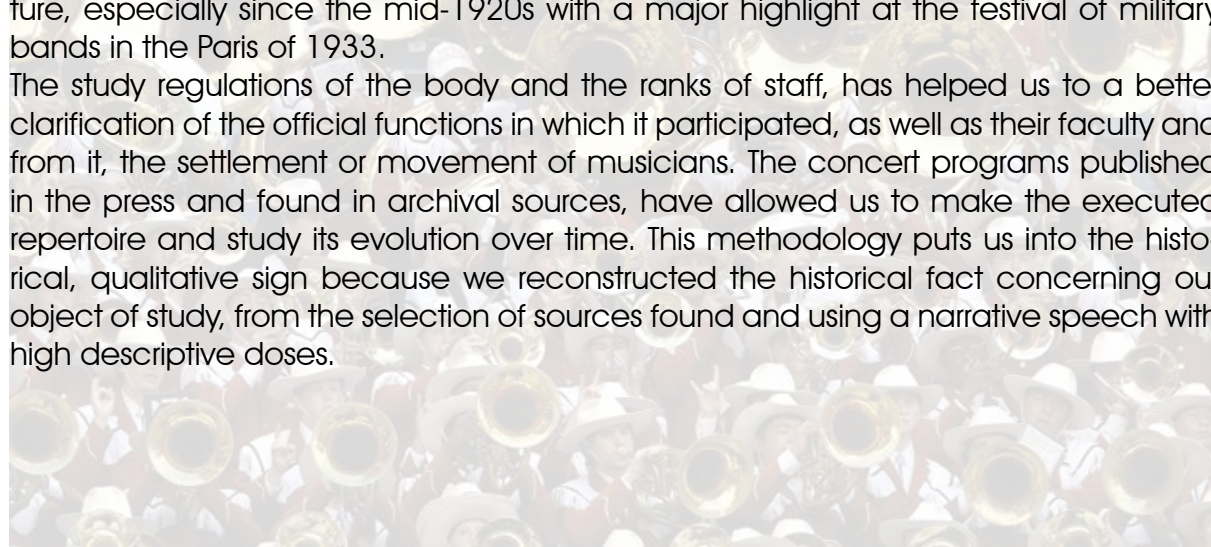 ture, especially since the mid-1920s with a major highlight at the festival of military
bands in the Paris of 1933.
The study regulations of the body and the ranks of staff, has helped us to a bette
clarification of the official functions in which it participated, as well as their faculty and
from it, the settlement or movement of musicians. The concert programs published
in the press and found in archival sources, have allowed us to make the executed
repertoire and study its evolution over time. This methodology puts us into the histo-
rical, qualitative sign because we reconstructed the historical fact concerning ou
object of study, from the selection of sources found and using a narrative speech with
high descriptive doses.